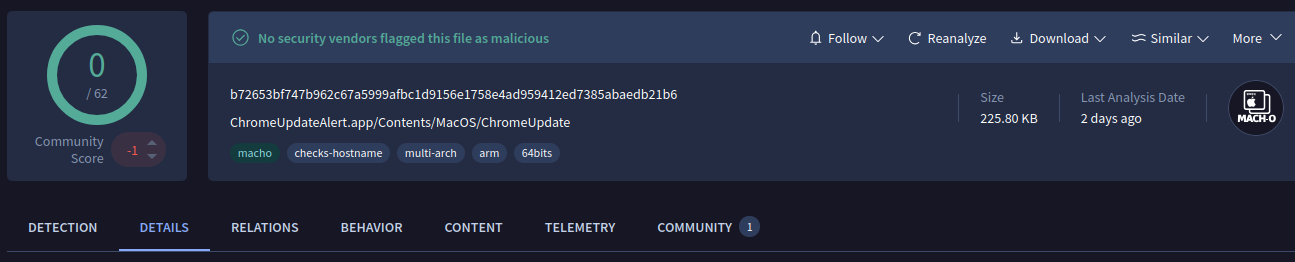 0
/ 62
Community
Score
-1
No security vendors flagged this file as malicious
Follow
Reanalyze
Download
Similar
More
b72653bf747b962c67a5999afbc1d9156e1758e4ad959412ed7385abaedb21b6
ChromeUpdateAlert.app/Contents/MacOS/ChromeUpdate
macho
checks-hostname
multi-arch
arm
64bits
Size
225.80 KB
Last Analysis Date
2 days ago
MACH-O
DETECTION
DETAILS
RELATIONS
BEHAVIOR
CONTENT
TELEMETRY
COMMUNITY
1